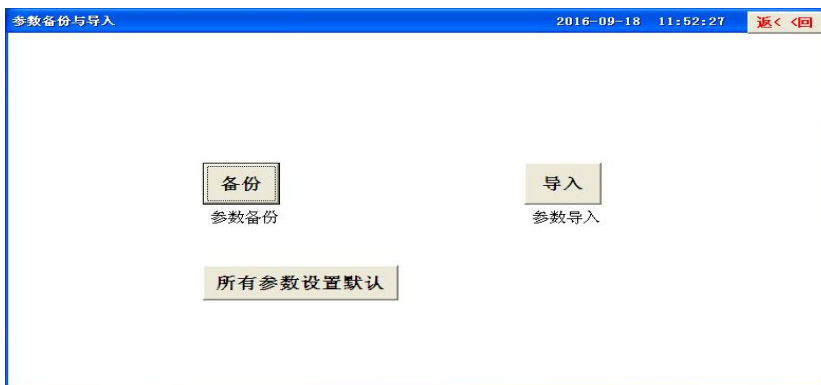 参数备份与导入 2016-09-18 11:52:27 返< <回
备份 导入
参数备份 参数导入
所有参数设置默认